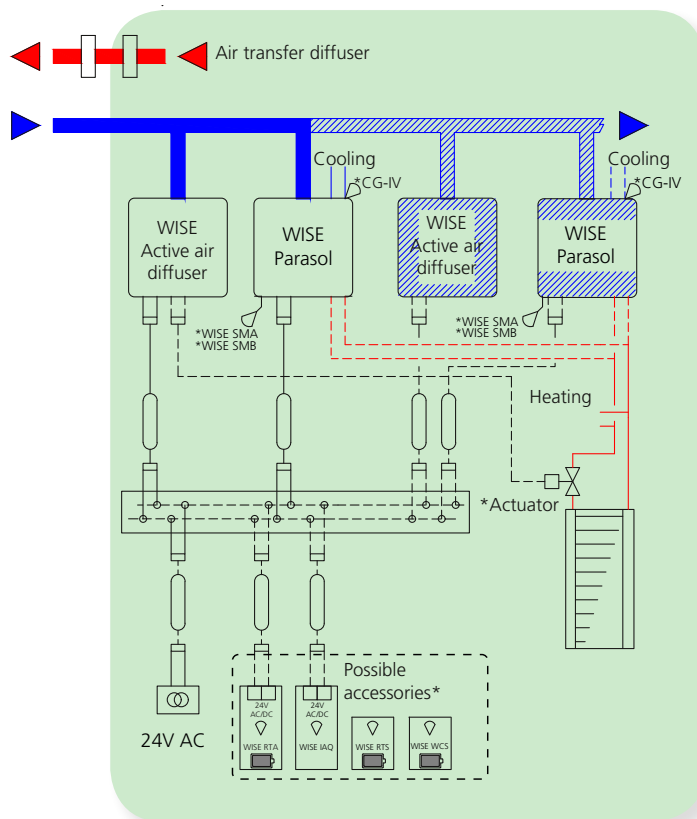 Air transfer diffuser
Cooling
*CG-IV
Cooling
*CG-IV
WISE
Active air
diffuser
WISE
Parasol
WISE
Active air
diffuser
WISE
Parasol
*WISE SMA
*WISE SMB
*WISE SMA
*WISE SMB
Heating
*Actuator
Possible
accessories*
24V
AC/DC
WISE RTA
24V
AC/DC
WISE IAQ
WISE RTS
WISE WCS
24V AC